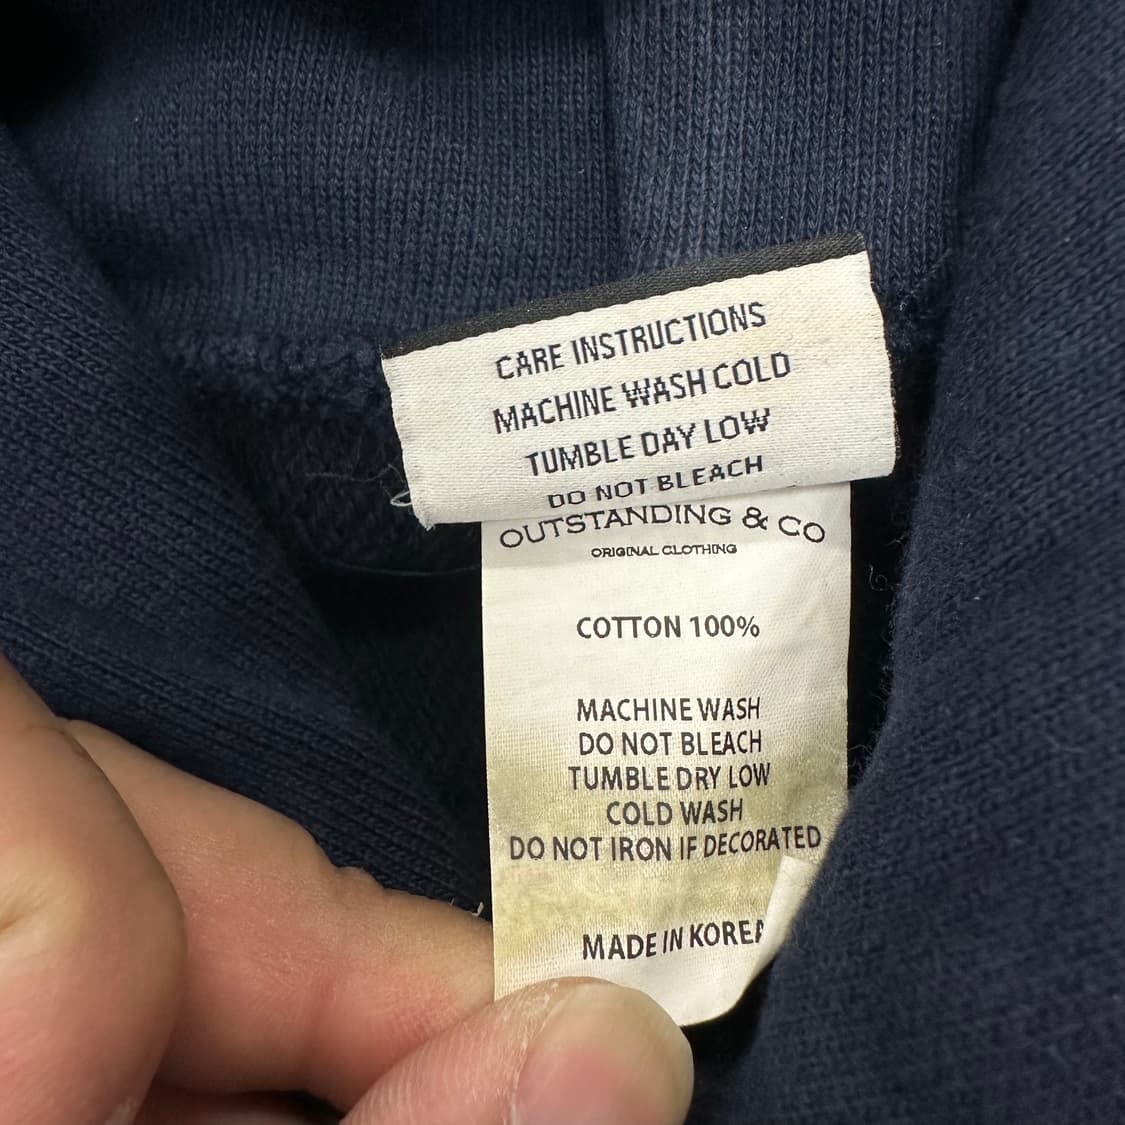 CARE INSTRUCTIONS
MACHINE WASH COLD
TUMBLE DAY LOW
DO NOT BLEACH
OUTSTANDING & CO
ORIGINAL CLOTHING
COTTON 100%
MACHINE WASH
DO NOT BLEACH
TUMBLE DRY LOW
COLD WASH
DO NOT IRON IF DECORATED
MADE IN KOREA